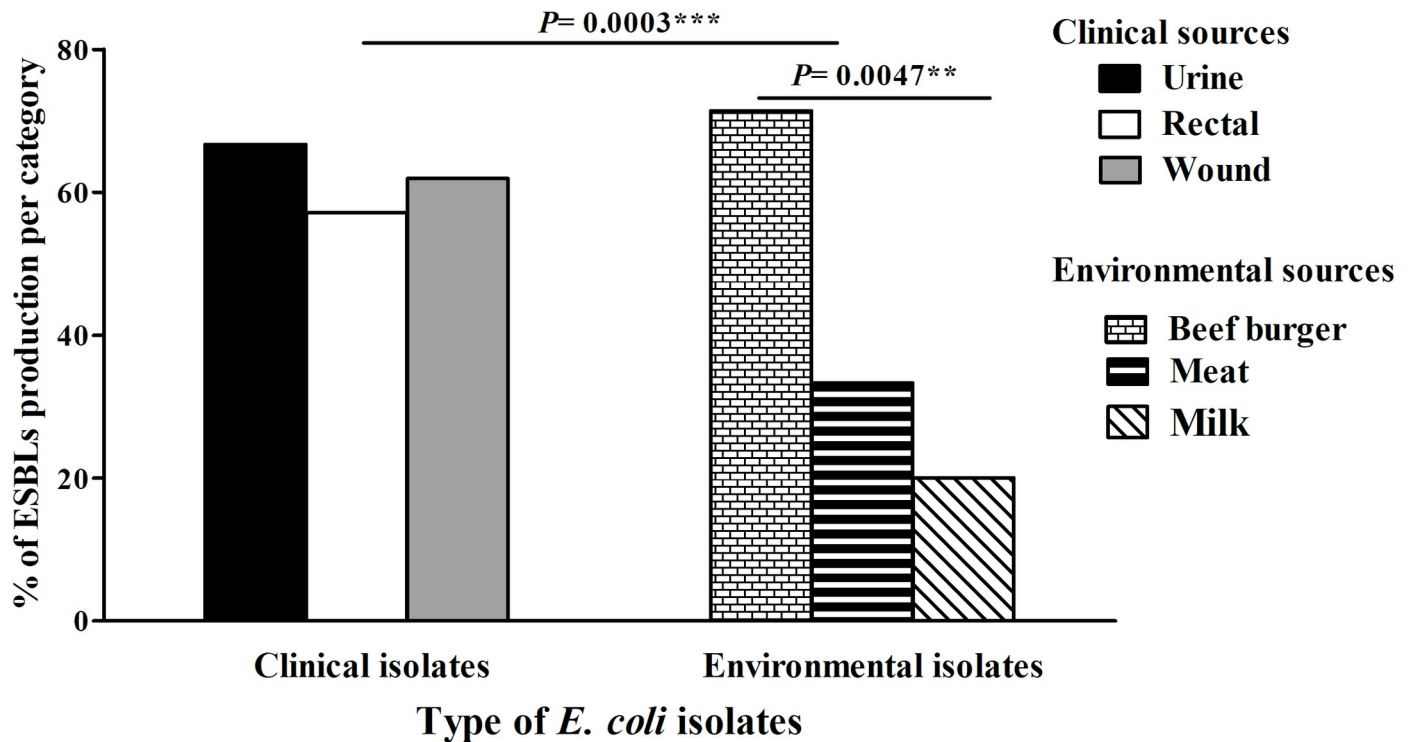 P= 0.0003***
P= 0.0047**
% of ESBLs production per category
80
60
40
20
0
Clinical isolates
Environmental isolates
Type of E. coli isolates
Clinical sources
Urine
Rectal
Wound
Environmental sources
Beef burger
Meat
Milk